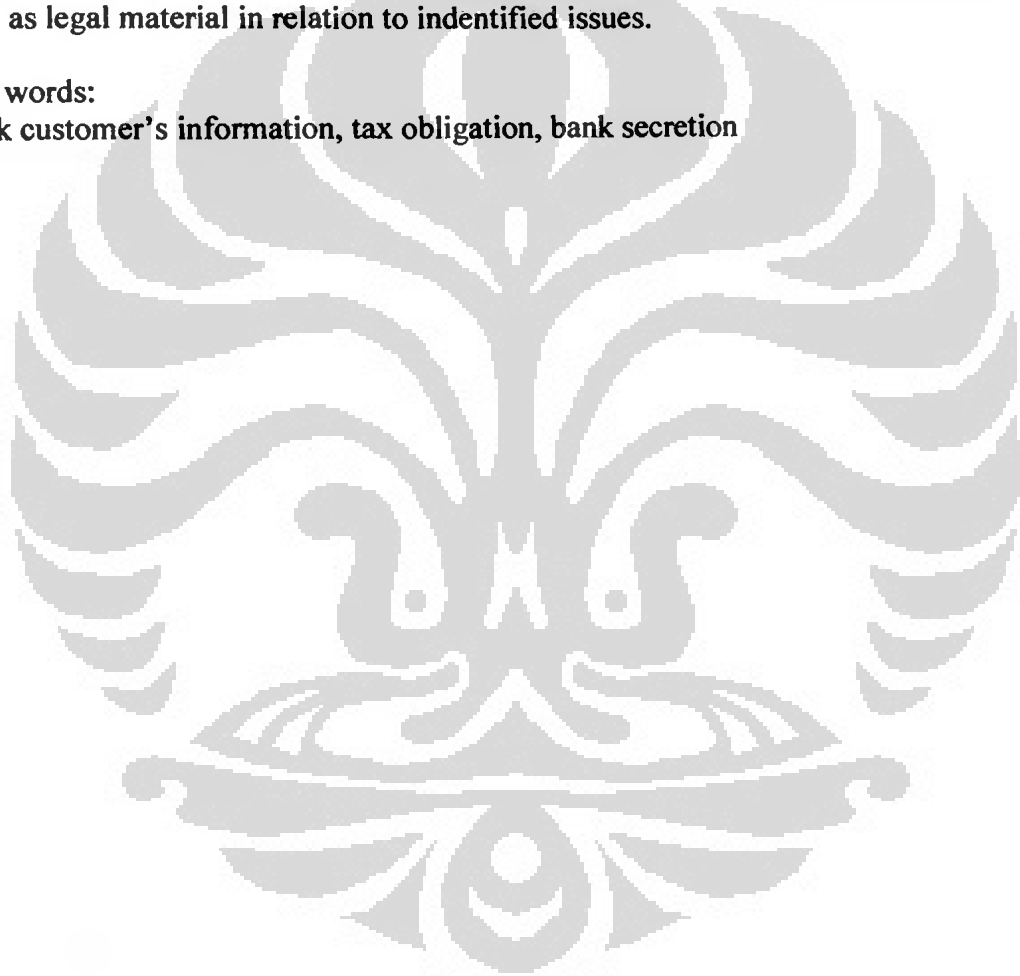 as legal material in relation to indentified issues.
words:
k customer's information, tax obligation, bank secretion